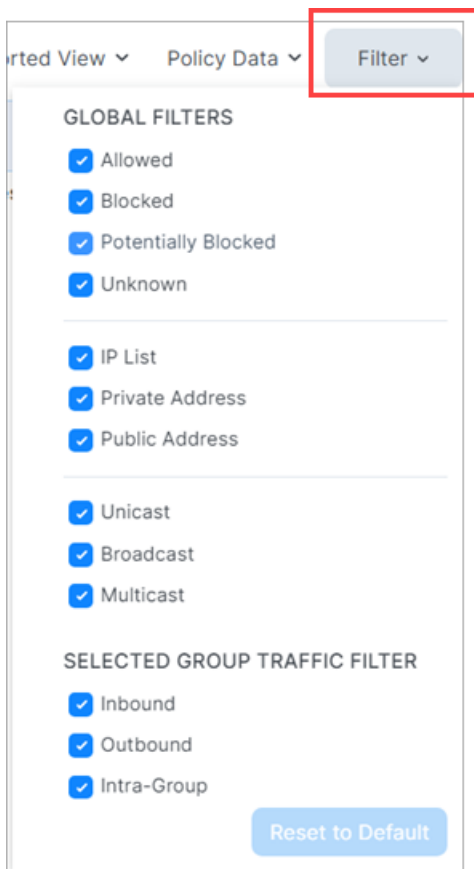 rted View Policy Data Filter
GLOBAL FILTERS
Allowed
Blocked
Potentially Blocked
Unknown
IP List
Private Address
Public Address
Unicast
Broadcast
Multicast
SELECTED GROUP TRAFFIC FILTER
Inbound
Outbound
Intra-Group
Reset to Default